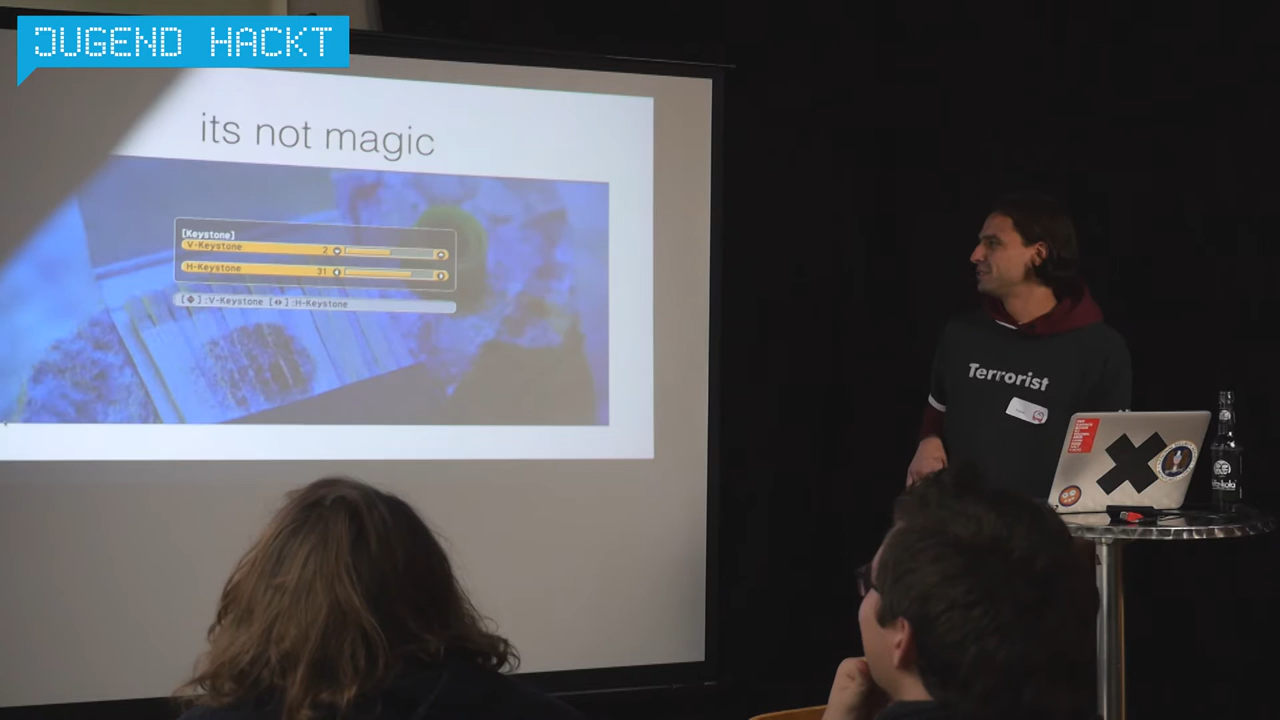 JUGEND HACKT
its not magic
[Keystone]
V-Keystone 2
H-Keystone 31
[◆] :V-Keystone [◂▸] :H-Keystone
Terrorist